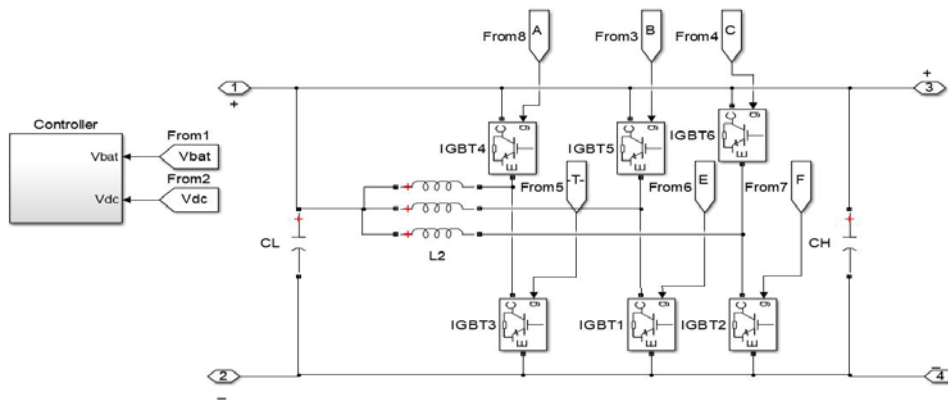 From8
A
From3
B
From4
C
1
+
+
3
Controller
Vbat
Vdc
From1
Vbat
From2
Vdc
C
g
E
IGBT4
C
g
E
IGBT5
C
g
E
IGBT6
From5
-T-
From6
E
From7
F
+
+
+
+
+
CL
L2
CH
C
g
E
IGBT3
C
g
E
IGBT1
C
g
E
IGBT2
2
–
–
4